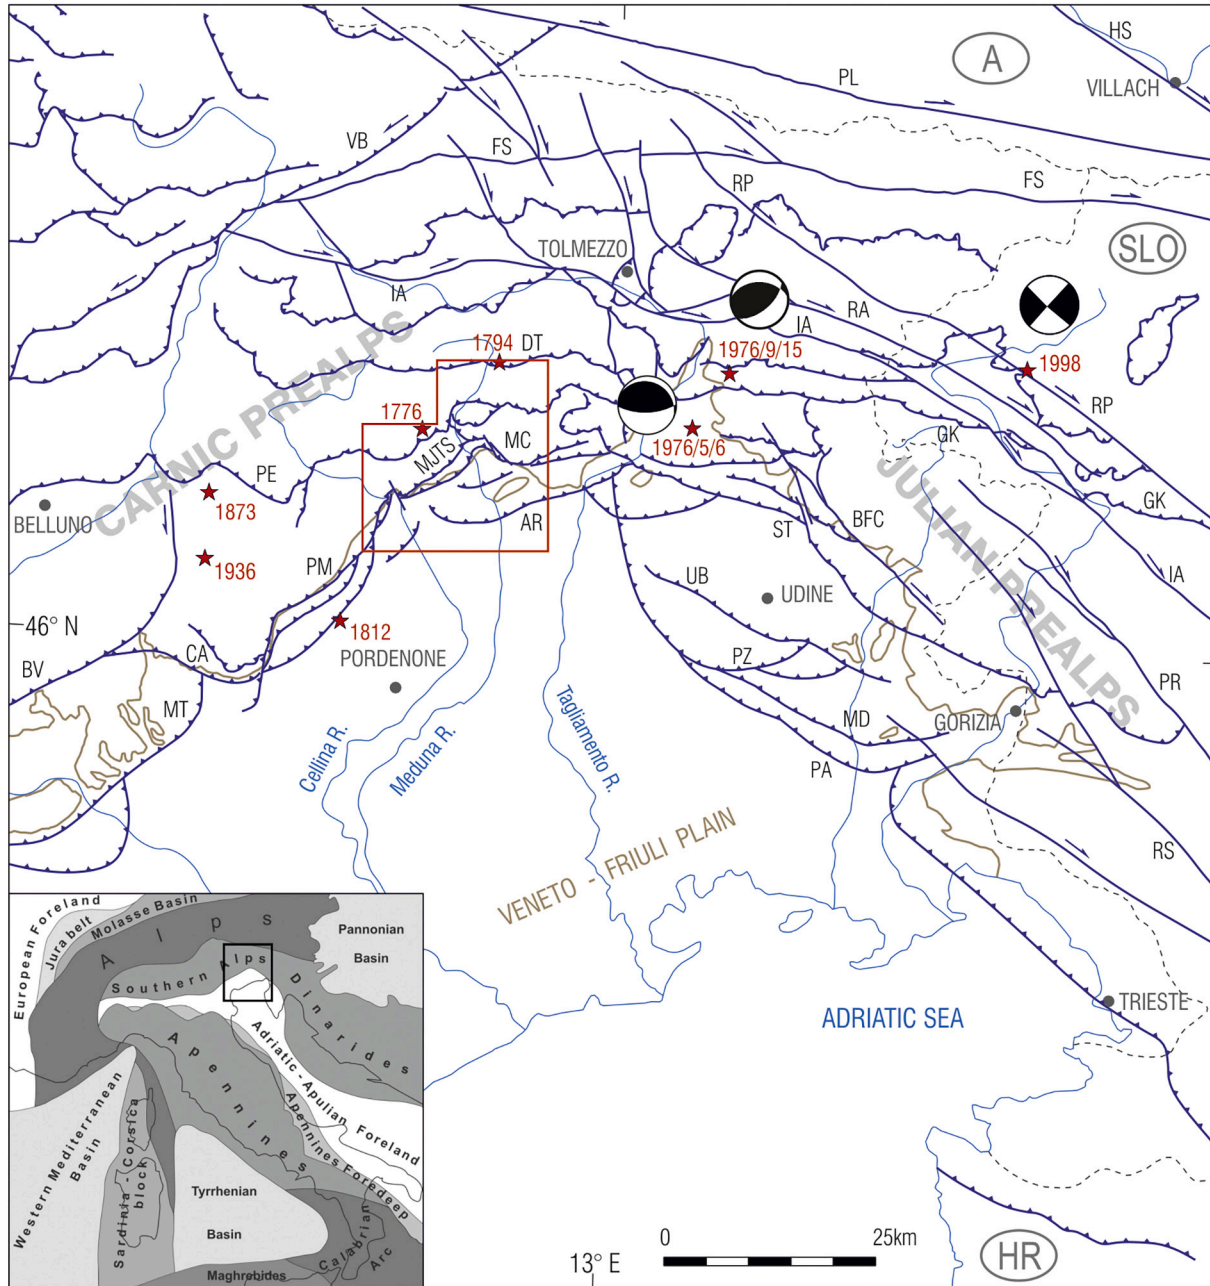 HS
A
PL
VILLACH
VB
FS
RP
FS
TOLMEZZO
SLO
IA
RA
IA
CARNIC PREALPS
1794
DT
1976/9/15
1998
1776
RP
MC
GK
MJTS
1976/5/6
PE
JULIAN PREALPS
GK
BELLUNO
1873
AR
ST
BFC
1936
PM
UB
IA
UDINE
46° N
1812
CA
PORDENONE
PZ
BV
PR
MT
MD
GORIZIA
Cellina R.
Meduna R.
Tagliamento R.
PA
RS
VENETO - FRIULI PLAIN
TRIESTE
ADRIATIC SEA
0
25km
13° E
HR
European Foreland
Jura belt
Molasse Basin
Alps
Pannonian
Basin
Southern Alps
Dinarides
Apennines
Adriatic - Apulian Foreland
Apennines Foredeep
Western Mediterranean
Basin
Sardinia - Corsica
block
Tyrrhenian
Basin
Calabrian
Arc
Maghrebides